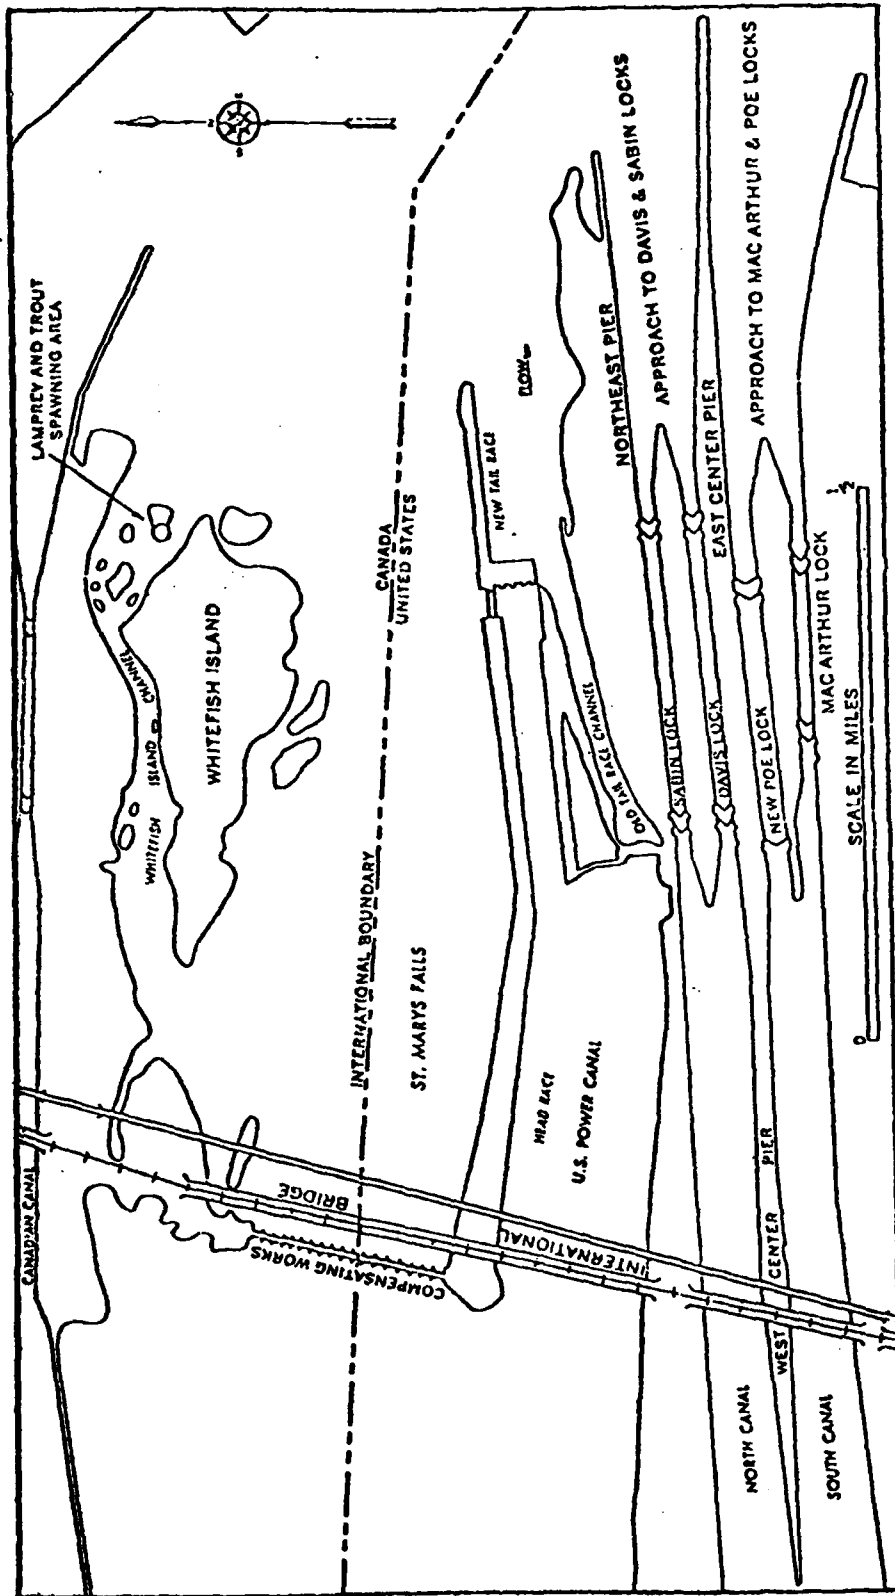 LAMPREY AND TROUT
SPAWNING AREA
N
CANADIAN CANAL
WHITEFISH ISLAND CHANNEL
WHITEFISH ISLAND
BRIDGE
INTERNATIONAL
COMPENSATING WORKS
INTERNATIONAL BOUNDARY
CANADA
UNITED STATES
ST. MARYS FALLS
NEW TAIL RACE
FLOW
HEAD RACE
U.S. POWER CANAL
OLD TAIL RACE CHANNEL
NORTHEAST PIER
APPROACH TO DAVIS & SABIN LOCKS
SABIN LOCK
DAVIS LOCK
EAST CENTER PIER
NORTH CANAL
WEST CENTER PIER
NEW POE LOCK
APPROACH TO MAC ARTHUR & POE LOCKS
SOUTH CANAL
MAC ARTHUR LOCK
SCALE IN MILES
0
1/2